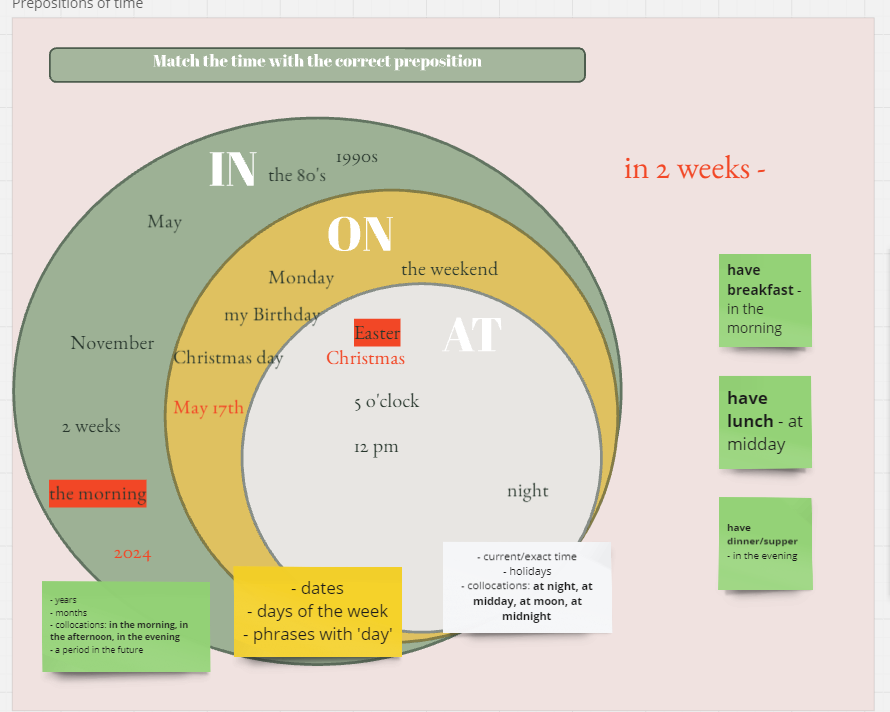 Prepositions of time
Match the time with the correct preposition
IN
the 80's
1990s
May
November
2 weeks
the morning
2024
ON
Monday
the weekend
my Birthday
Christmas day
May 17th
AT
Easter
Christmas
5 o'clock
12 pm
night
in 2 weeks -
have
breakfast -
in the
morning
have
lunch - at
midday
have
dinner/supper
- in the evening
- years
- months
- collocations: in the morning, in
the afternoon, in the evening
- a period in the future
- dates
- days of the week
- phrases with 'day'
- current/exact time
- holidays
- collocations: at night, at
midday, at moon, at
midnight